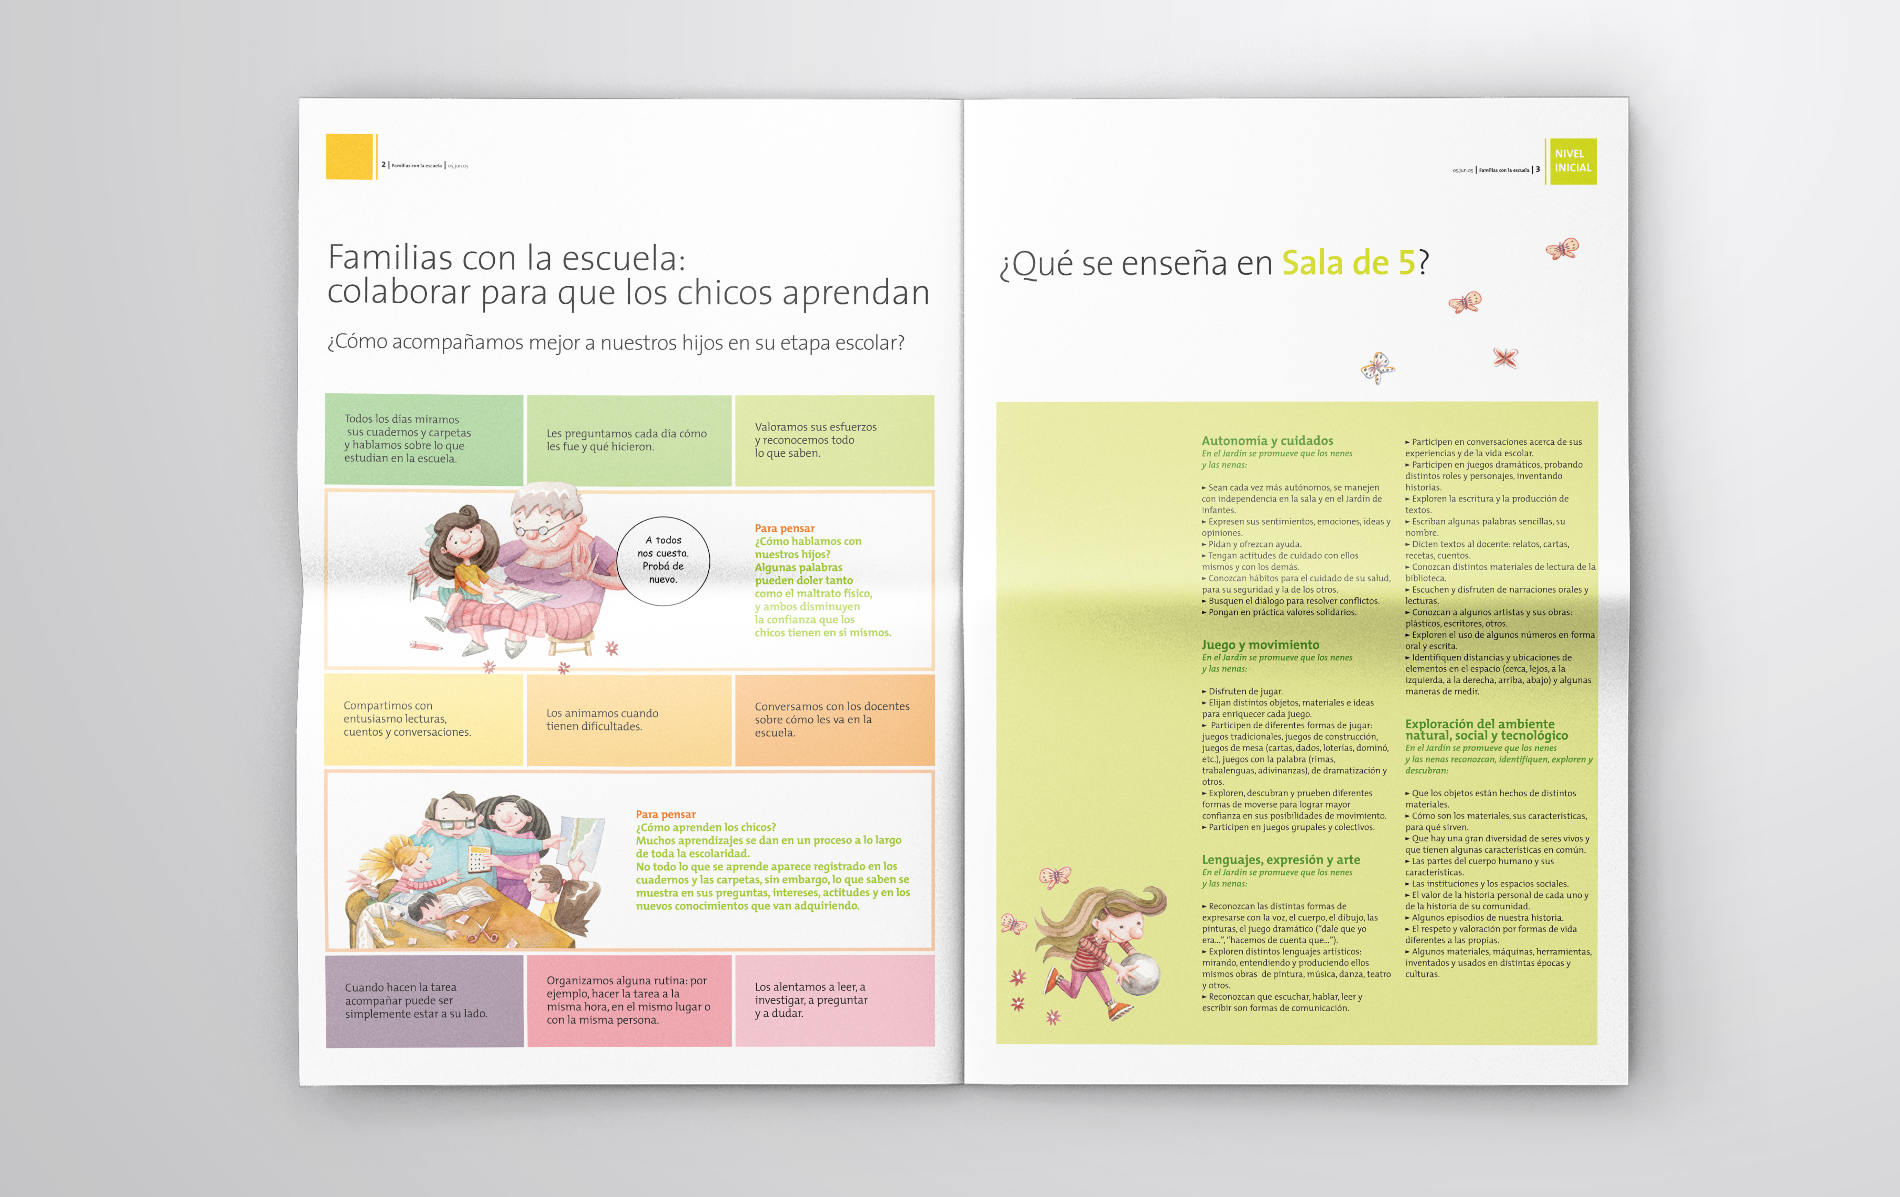 2 | Familias con la escuela | 05.jun.05
Familias con la escuela:
colaborar para que los chicos aprendan
¿Cómo acompañamos mejor a nuestros hijos en su etapa escolar?
Todos los días miramos
sus cuadernos y carpetas
y hablamos sobre lo que
estudian en la escuela.
Les preguntamos cada día cómo
les fue y qué hicieron.
Valoramos sus esfuerzos
y reconocemos todo
lo que saben.
A todos
nos cuesta.
Probá de
nuevo.
Para pensar
¿Cómo hablamos con
nuestros hijos?
Algunas palabras
pueden doler tanto
como el maltrato físico,
y ambos disminuyen
la confianza que los
chicos tienen en sí mismos.
Compartimos con
entusiasmo lecturas,
cuentos y conversaciones.
Los animamos cuando
tienen dificultades.
Conversamos con los docentes
sobre cómo les va en la
escuela.
Para pensar
¿Cómo aprenden los chicos?
Muchos aprendizajes se dan en un proceso a lo largo
de toda la escolaridad.
No todo lo que se aprende aparece registrado en los
cuadernos y las carpetas, sin embargo, lo que saben se
muestra en sus preguntas, intereses, actitudes y en los
nuevos conocimientos que van adquiriendo.
Cuando hacen la tarea
acompañar puede ser
simplemente estar a su lado.
Organizamos alguna rutina: por
ejemplo, hacer la tarea a la
misma hora, en el mismo lugar o
con la misma persona.
Los alentamos a leer, a
investigar, a preguntar
y a dudar.
05.jun.05 | Familias con la escuela | 3
NIVEL
INICIAL
¿Qué se enseña en Sala de 5?
Autonomía y cuidados
En el Jardín se promueve que los nenes
y las nenas:
► Sean cada vez más autónomos, se manejen
con independencia en la sala y en el Jardín de
Infantes.
► Expresen sus sentimientos, emociones, ideas y
opiniones.
► Pidan y ofrezcan ayuda.
► Tengan actitudes de cuidado con ellos
mismos y con los demás.
► Conozcan hábitos para el cuidado de su salud,
para su seguridad y la de los otros.
► Busquen el diálogo para resolver conflictos.
► Pongan en práctica valores solidarios.
Juego y movimiento
En el Jardín se promueve que los nenes
y las nenas:
► Disfruten de jugar.
► Elijan distintos objetos, materiales e ideas
para enriquecer cada juego.
► Participen de diferentes formas de jugar:
juegos tradicionales, juegos de construcción,
juegos de mesa (cartas, dados, loterías, dominó,
etc.), juegos con la palabra (rimas,
trabalenguas, adivinanzas), de dramatización y
otros.
► Exploren, descubran y prueben diferentes
formas de moverse para lograr mayor
confianza en sus posibilidades de movimiento.
► Participen en juegos grupales y colectivos.
Lenguajes, expresión y arte
En el Jardín se promueve que los nenes
y las nenas:
► Reconozcan las distintas formas de
expresarse con la voz, el cuerpo, el dibujo, las
pinturas, el juego dramático ("dale que yo
era...", "hacemos de cuenta que...").
► Exploren distintos lenguajes artísticos:
mirando, entendiendo y produciendo ellos
mismos obras de pintura, música, danza, teatro
y otros.
► Reconozcan que escuchar, hablar, leer y
escribir son formas de comunicación.
► Participen en conversaciones acerca de sus
experiencias y de la vida escolar.
► Participen en juegos dramáticos, probando
distintos roles y personajes, inventando
historias.
► Exploren la escritura y la producción de
textos.
► Escriban algunas palabras sencillas, su
nombre.
► Dicten textos al docente: relatos, cartas,
recetas, cuentos.
► Conozcan distintos materiales de lectura de la
biblioteca.
► Escuchen y disfruten de narraciones orales y
lecturas.
► Conozcan a algunos artistas y sus obras:
plásticos, escritores, otros.
► Exploren el uso de algunos números en forma
oral y escrita.
► Identifiquen distancias y ubicaciones de
elementos en el espacio (cerca, lejos, a la
izquierda, a la derecha, arriba, abajo) y algunas
maneras de medir.
Exploración del ambiente
natural, social y tecnológico
En el Jardín se promueve que los nenes
y las nenas reconozcan, identifiquen, exploren y
descubran:
► Que los objetos están hechos de distintos
materiales.
► Cómo son los materiales, sus características,
para qué sirven.
► Que hay una gran diversidad de seres vivos y
que tienen algunas características en común.
► Las partes del cuerpo humano y sus
características.
► Las instituciones y los espacios sociales.
► El valor de la historia personal de cada uno y
de la historia de su comunidad.
► Algunos episodios de nuestra historia.
► El respeto y valoración por formas de vida
diferentes a las propias.
► Algunos materiales, máquinas, herramientas,
inventados y usados en distintas épocas y
culturas.